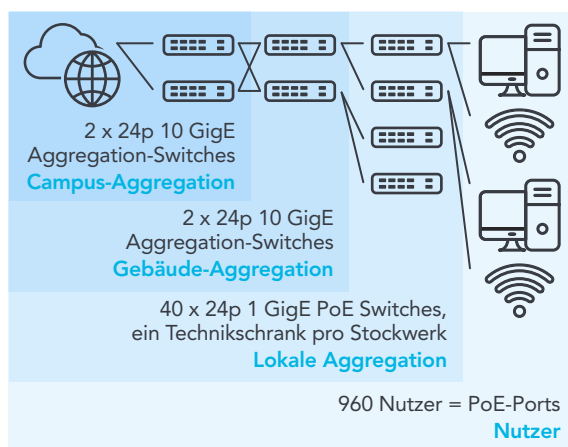 2 x 24p 10 GigE
Aggregation-Switches
Campus-Aggregation
2 x 24p 10 GigE
Aggregation-Switches
Gebäude-Aggregation
40 x 24p 1 GigE PoE Switches,
ein Technikschrank pro Stockwerk
Lokale Aggregation
960 Nutzer = PoE-Ports
Nutzer